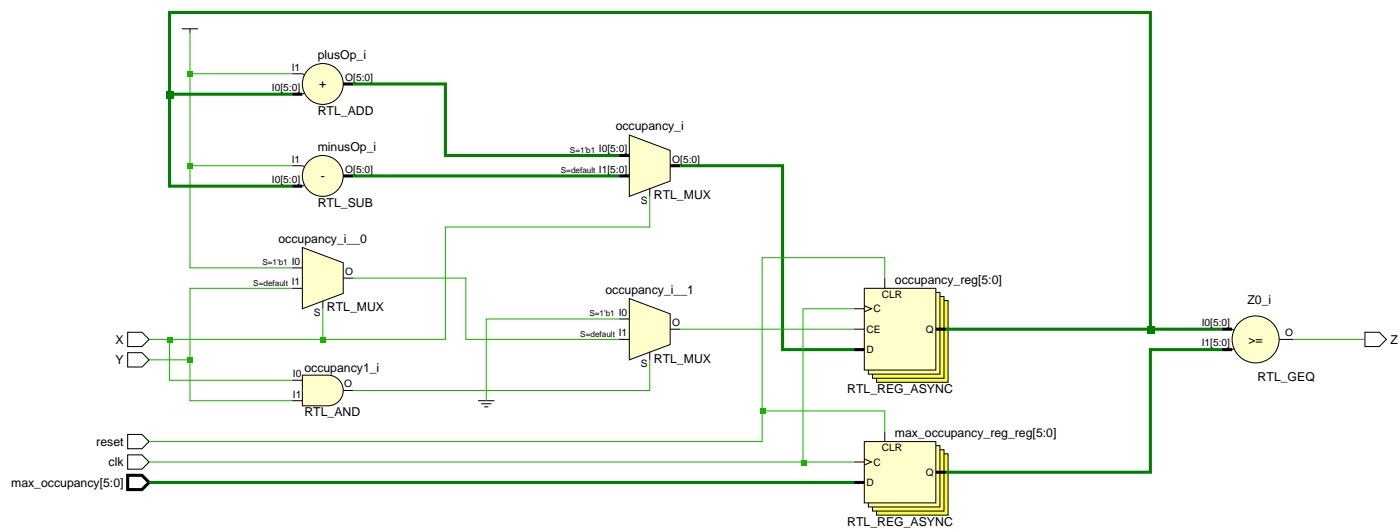 plusOp_i
I1
I0[5:0]
+
O[5:0]
RTL_ADD
minusOp_i
I1
I0[5:0]
-
O[5:0]
RTL_SUB
occupancy_i
S=1'b1 I0[5:0]
S=default I1[5:0]
O[5:0]
S
RTL_MUX
occupancy_i__0
S=1'b1 I0
S=default I1
O
S
RTL_MUX
occupancy_i__1
S=1'b1 I0
S=default I1
O
S
RTL_MUX
X
Y
occupancy1_i
I0
I1
O
RTL_AND
occupancy_reg[5:0]
CLR
C
CE
D
Q
RTL_REG_ASYNC
Z0_i
I0[5:0]
I1[5:0]
>=
O
RTL_GEQ
Z
reset
clk
max_occupancy[5:0]
max_occupancy_reg_reg[5:0]
CLR
C
D
Q
RTL_REG_ASYNC